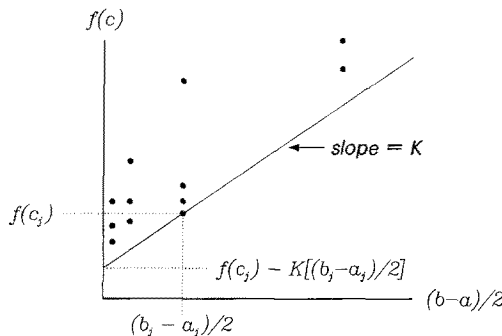 f(c)
slope = K
f(c_j)
f(c_j) − K[(b_j−a_j)/2]
(b−a)/2
(b_j − a_j)/2